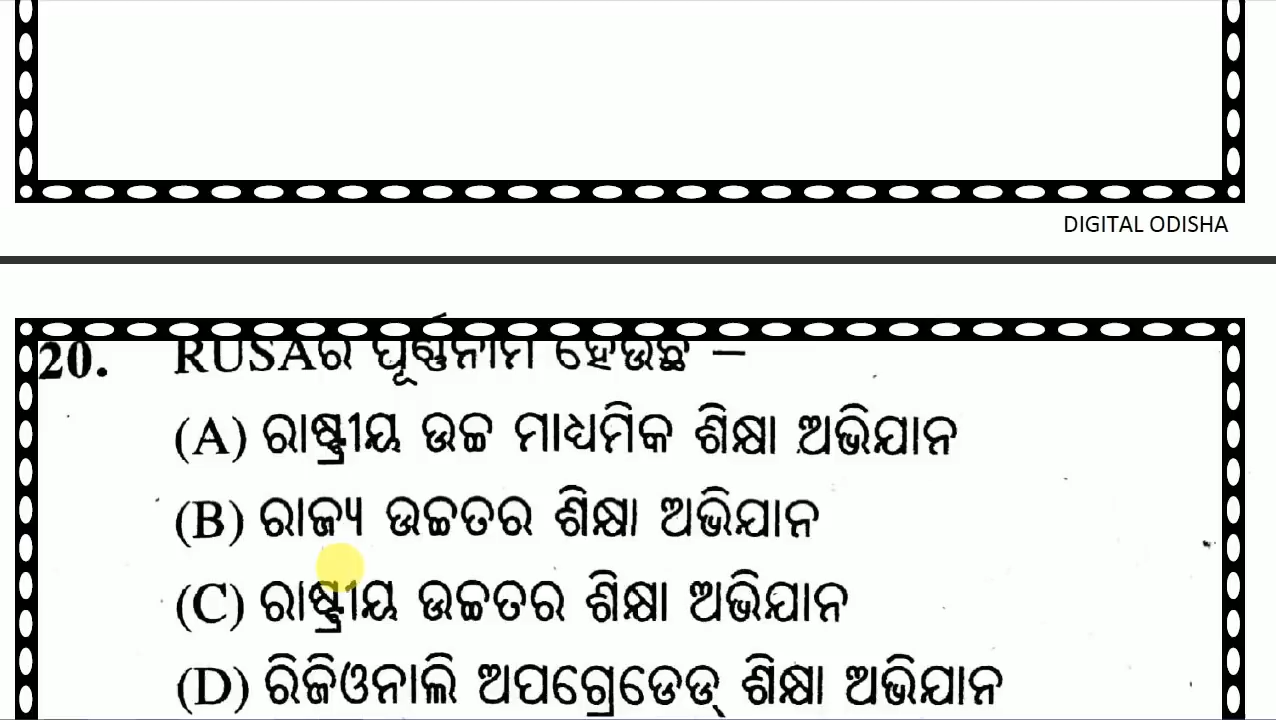 DIGITAL ODISHA
20. RUSAର ପୂର୍ଣ୍ଣନାମ ହେଉଛି –
(A) ରାଷ୍ଟ୍ରୀୟ ଉଚ୍ଚ ମାଧ୍ୟମିକ ଶିକ୍ଷା ଅଭିଯାନ
(B) ରାଜ୍ୟ ଉଚ୍ଚତର ଶିକ୍ଷା ଅଭିଯାନ
(C) ରାଷ୍ଟ୍ରୀୟ ଉଚ୍ଚତର ଶିକ୍ଷା ଅଭିଯାନ
(D) ରିଜିଓନାଲି ଅପଗ୍ରେଡେଡ୍ ଶିକ୍ଷା ଅଭିଯାନ